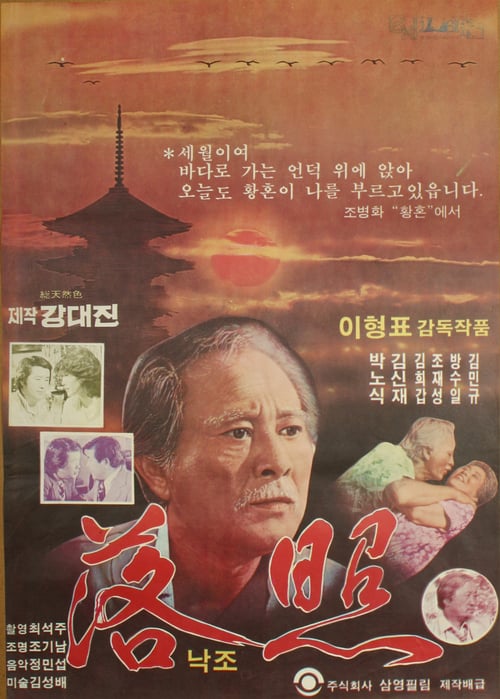 *세월이여
바다로 가는 언덕 위에 앉아
오늘도 황혼이 나를 부르고있읍니다.
조병화 “황혼”에서
総天然色
제작 강대진
이형표 감독작품
박노식
김신재
김희갑
조재성
방수일
김민규
落照
낙조
촬영 최석주
조명 조기남
음악 정민섭
미술 김성배
주식회사 삼영필림 제작배급